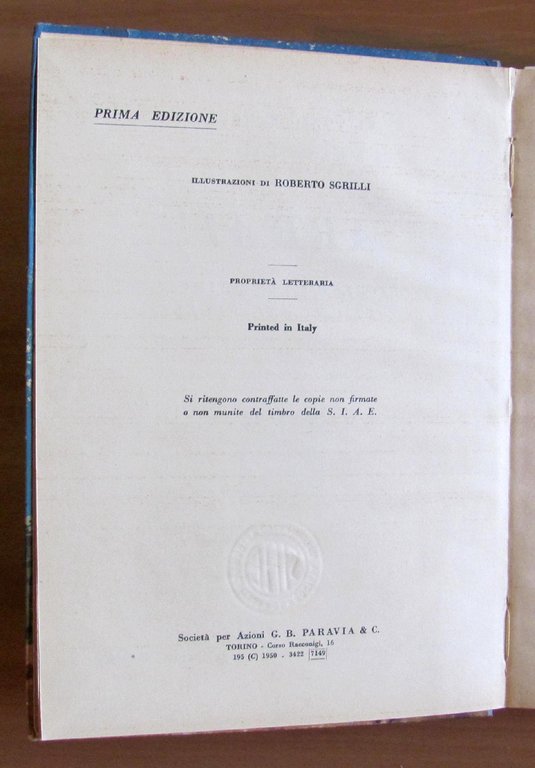 PRIMA EDIZIONE
ILLUSTRAZIONI DI ROBERTO SGRILLI
PROPRIETÀ LETTERARIA
Printed in Italy
Si ritengono contraffatte le copie non firmate
o non munite del timbro della S. I. A. E.
Società per Azioni G. B. PARAVIA & C.
TORINO - Corso Racconigi, 16
195 (C) 1950 - 3422 7149